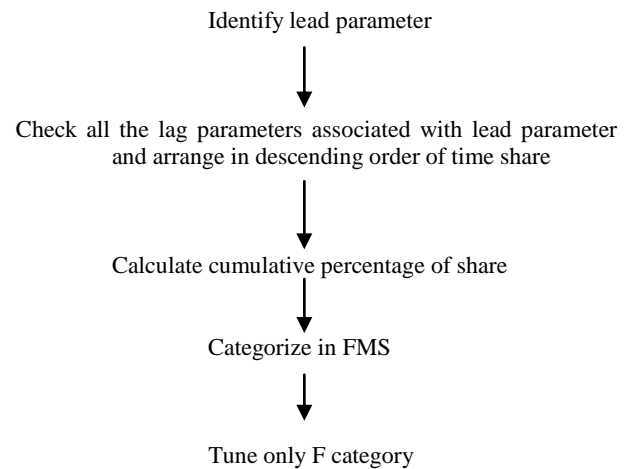 Identify lead parameter
Check all the lag parameters associated with lead parameter
and arrange in descending order of time share
Calculate cumulative percentage of share
Categorize in FMS
Tune only F category